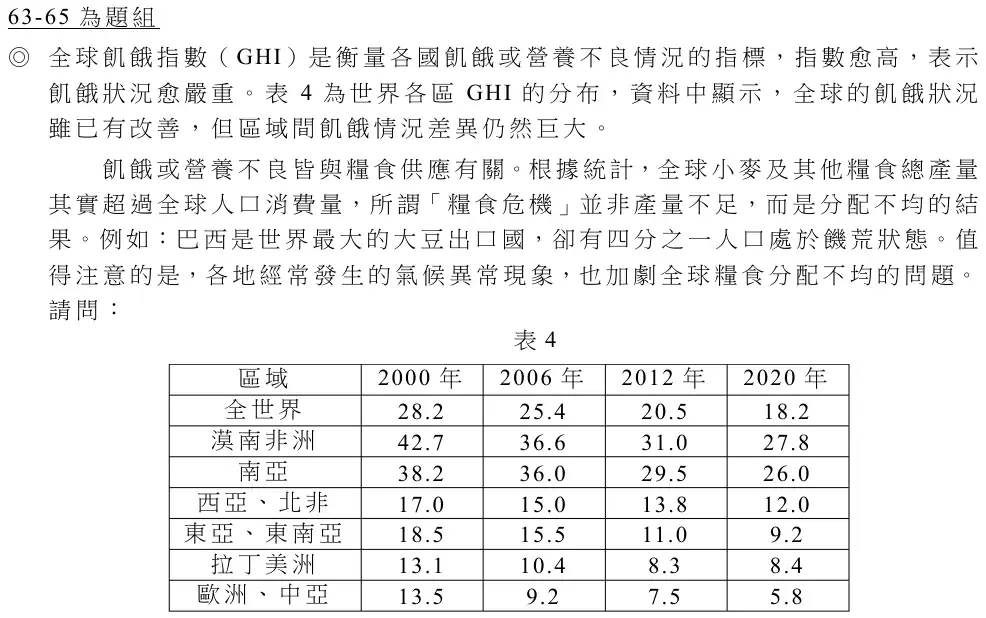 63-65 為題組
◎ 全球飢餓指數（GHI）是衡量各國飢餓或營養不良情況的指標，指數愈高，表示
飢餓狀況愈嚴重。表 4 為世界各區 GHI 的分布，資料中顯示，全球的飢餓狀況
雖已有改善，但區域間飢餓情況差異仍然巨大。
飢餓或營養不良皆與糧食供應有關。根據統計，全球小麥及其他糧食總產量
其實超過全球人口消費量，所謂「糧食危機」並非產量不足，而是分配不均的結
果。例如：巴西是世界最大的大豆出口國，卻有四分之一人口處於饑荒狀態。值
得注意的是，各地經常發生的氣候異常現象，也加劇全球糧食分配不均的問題。
請問：
表 4
區域 2000 年 2006 年 2012 年 2020 年
全世界 28.2 25.4 20.5 18.2
漠南非洲 42.7 36.6 31.0 27.8
南亞 38.2 36.0 29.5 26.0
西亞、北非 17.0 15.0 13.8 12.0
東亞、東南亞 18.5 15.5 11.0 9.2
拉丁美洲 13.1 10.4 8.3 8.4
歐洲、中亞 13.5 9.2 7.5 5.8